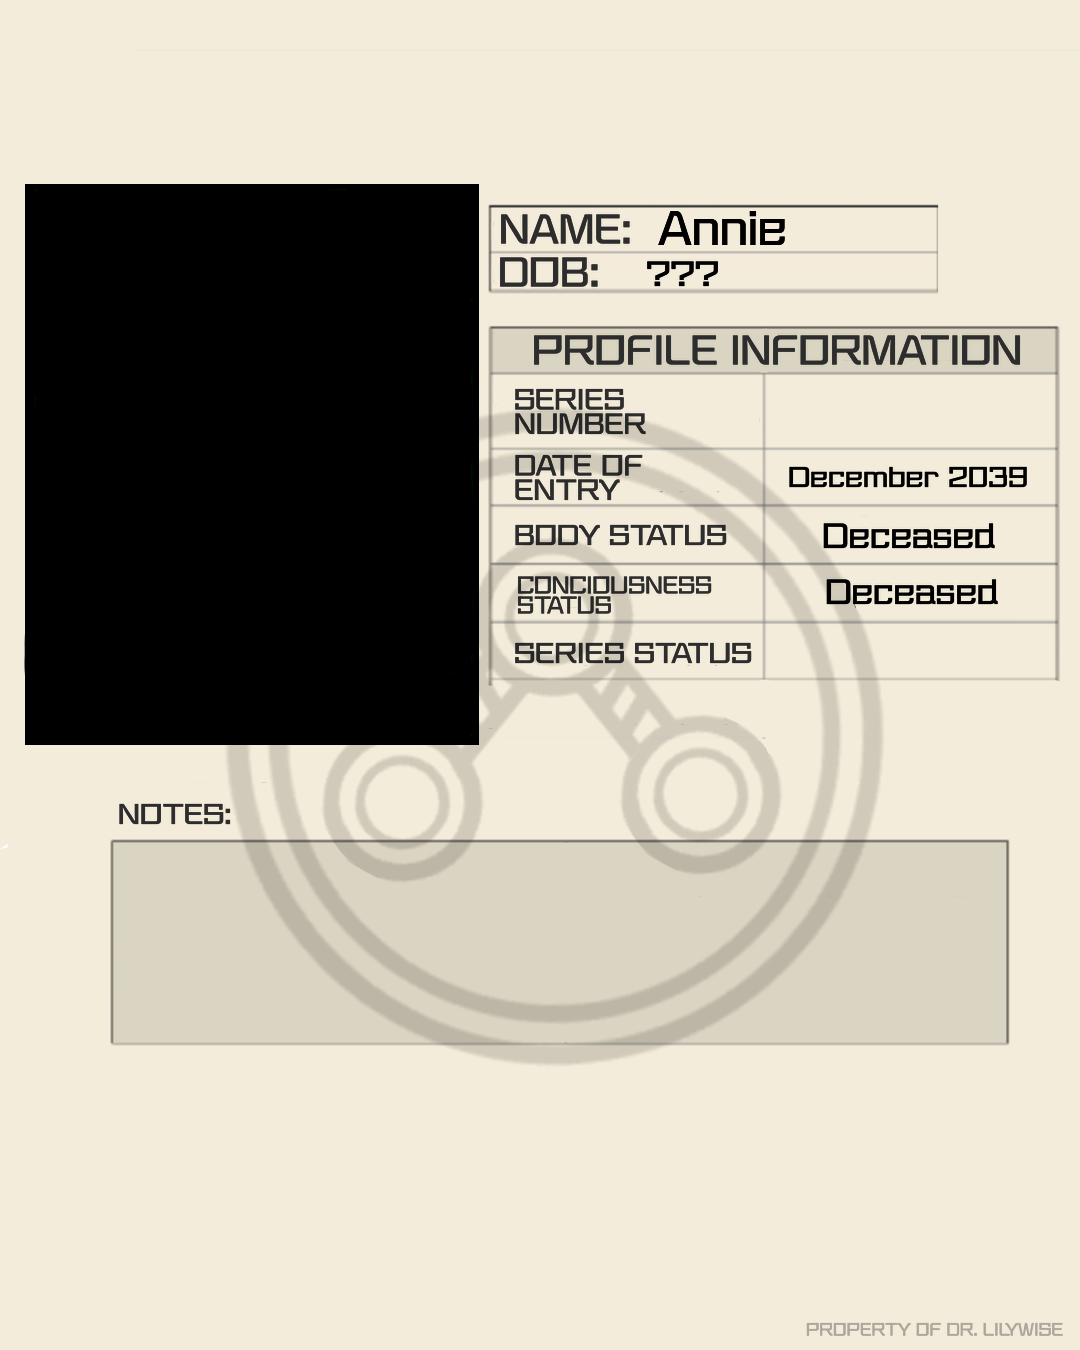 NAME: Annie
DOB: ???
PROFILE INFORMATION
SERIES
NUMBER
DATE OF
ENTRY
December 2039
BODY STATUS Deceased
CONCIOUSNESS
STATUS
Deceased
SERIES STATUS
NOTES:
PROPERTY OF DR. LILYWISE